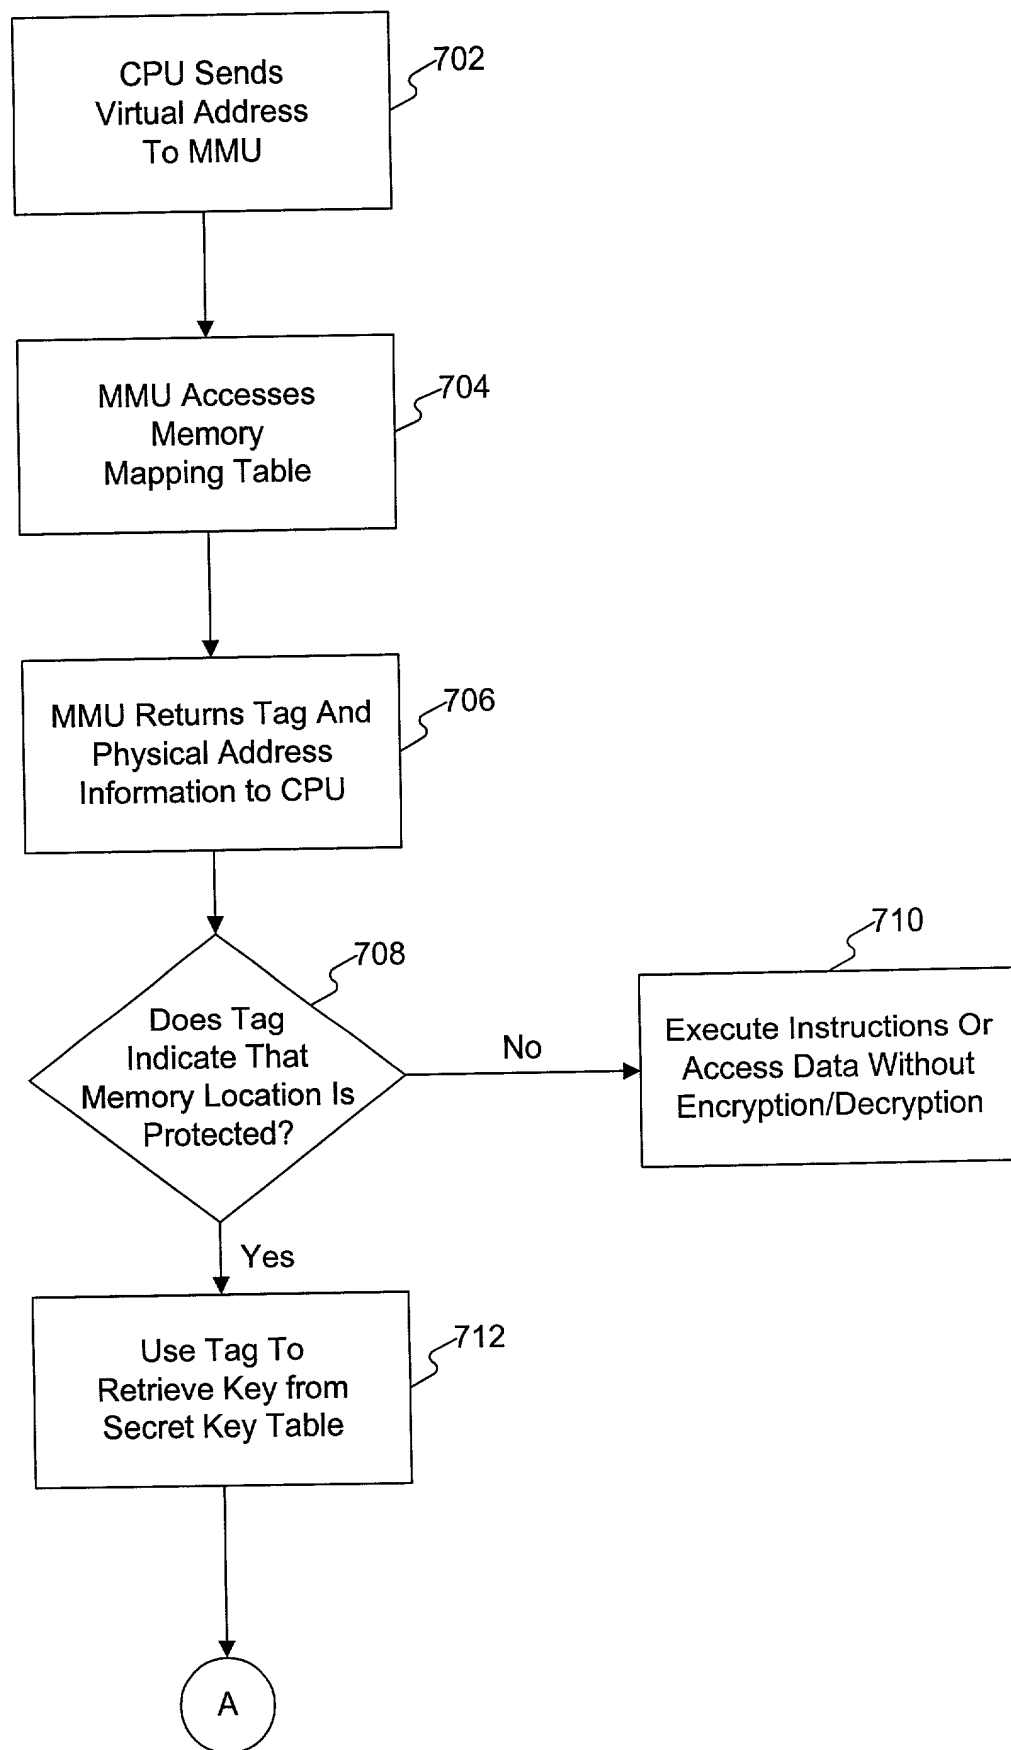 CPU Sends
Virtual Address
To MMU
702
MMU Accesses
Memory
Mapping Table
704
MMU Returns Tag And
Physical Address
Information to CPU
706
708
Does Tag
Indicate That
Memory Location Is
Protected?
No
710
Execute Instructions Or
Access Data Without
Encryption/Decryption
Yes
Use Tag To
Retrieve Key from
Secret Key Table
712
A